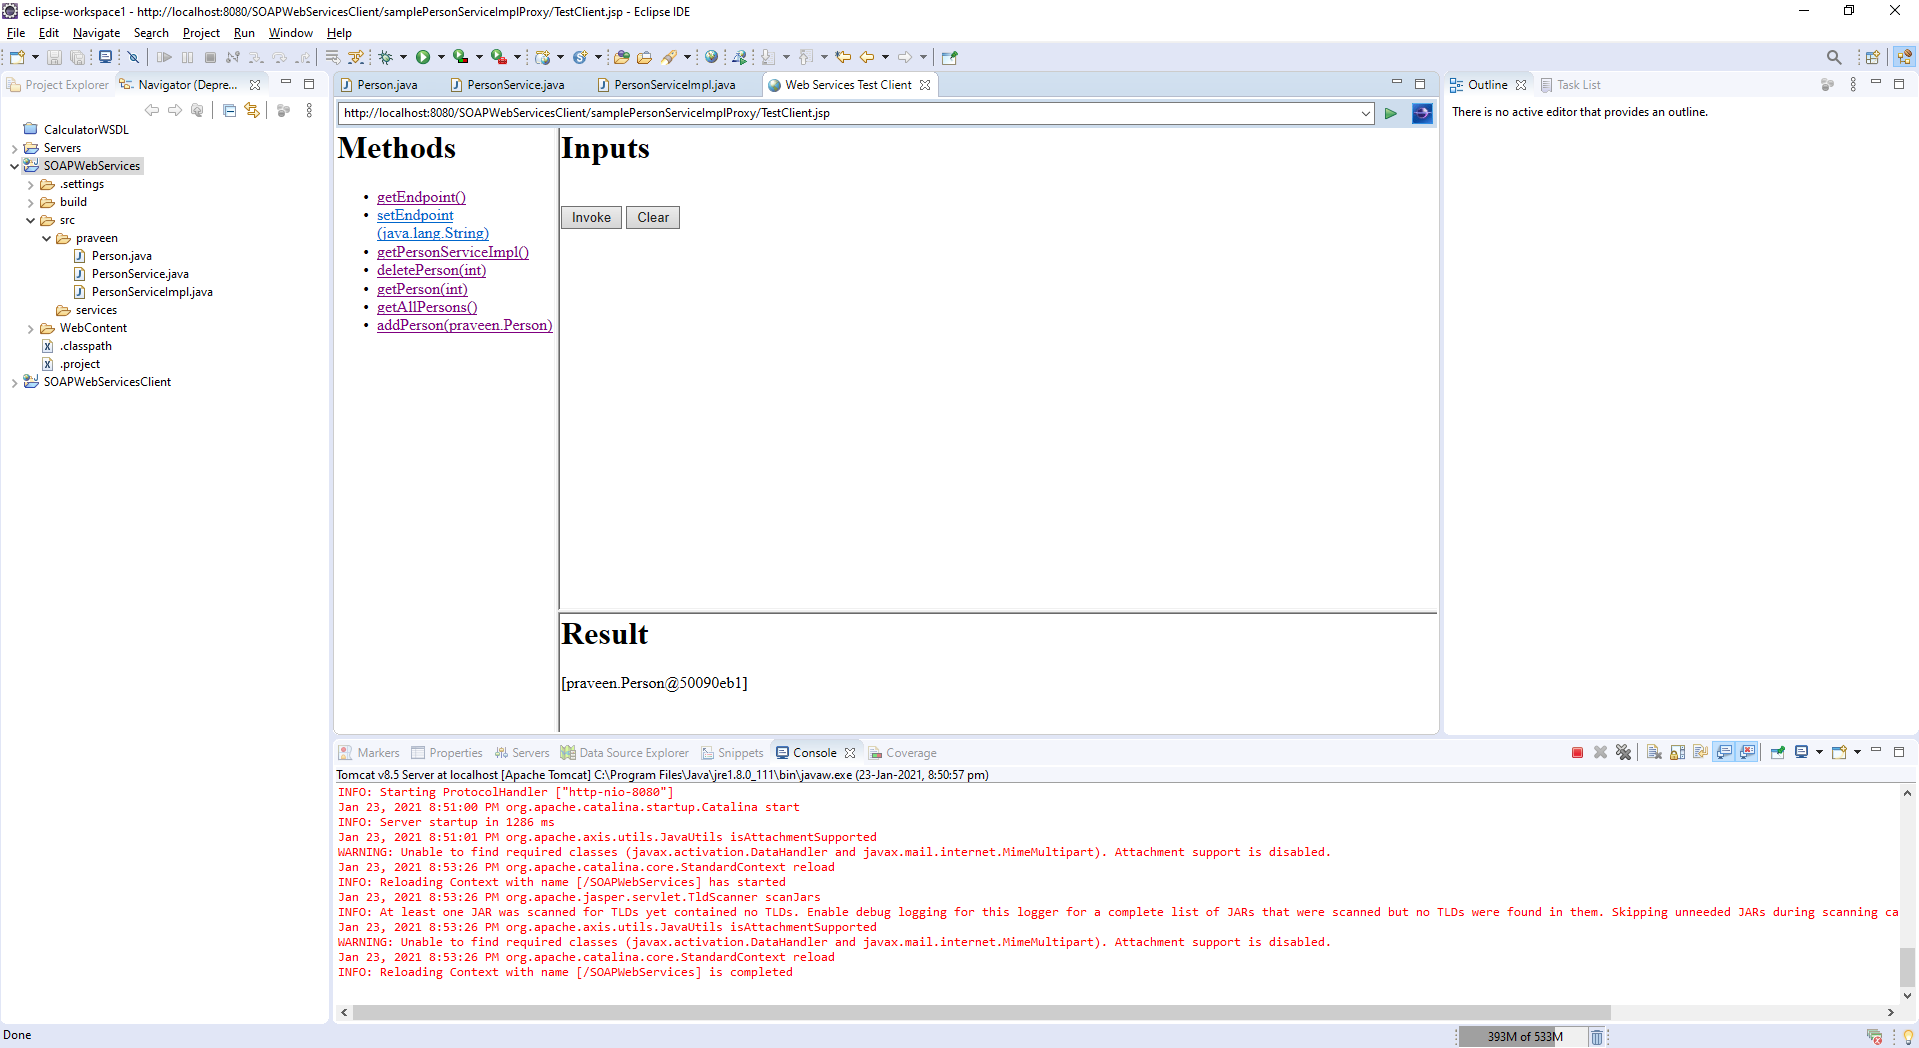 eclipse-workspace1 - http://localhost:8080/SOAPWebServicesClient/samplePersonServiceImplProxy/TestClient.jsp - Eclipse IDE
File Edit Navigate Search Project Run Window Help
Project Explorer Navigator (Depre...
CalculatorWSDL
Servers
SOAPWebServices
.settings
build
src
praveen
Person.java
PersonService.java
PersonServiceImpl.java
services
WebContent
.classpath
.project
SOAPWebServicesClient
Person.java PersonService.java PersonServiceImpl.java Web Services Test Client
http://localhost:8080/SOAPWebServicesClient/samplePersonServiceImplProxy/TestClient.jsp
Methods
• getEndpoint()
• setEndpoint
(java.lang.String)
• getPersonServiceImpl()
• deletePerson(int)
• getPerson(int)
• getAllPersons()
• addPerson(praveen.Person)
Inputs
Invoke Clear
Result
[praveen.Person@50090eb1]
Outline Task List
There is no active editor that provides an outline.
Markers Properties Servers Data Source Explorer Snippets Console Coverage
Tomcat v8.5 Server at localhost [Apache Tomcat] C:\Program Files\Java\jre1.8.0_111\bin\javaw.exe (23-Jan-2021, 8:50:57 pm)
INFO: Starting ProtocolHandler ["http-nio-8080"]
Jan 23, 2021 8:51:00 PM org.apache.catalina.startup.Catalina start
INFO: Server startup in 1286 ms
Jan 23, 2021 8:51:01 PM org.apache.axis.utils.JavaUtils isAttachmentSupported
WARNING: Unable to find required classes (javax.activation.DataHandler and javax.mail.internet.MimeMultipart). Attachment support is disabled.
Jan 23, 2021 8:53:26 PM org.apache.catalina.core.StandardContext reload
INFO: Reloading Context with name [/SOAPWebServices] has started
Jan 23, 2021 8:53:26 PM org.apache.jasper.servlet.TldScanner scanJars
INFO: At least one JAR was scanned for TLDs yet contained no TLDs. Enable debug logging for this logger for a complete list of JARs that were scanned but no TLDs were found in them. Skipping unneeded JARs during scanning ca
Jan 23, 2021 8:53:26 PM org.apache.axis.utils.JavaUtils isAttachmentSupported
WARNING: Unable to find required classes (javax.activation.DataHandler and javax.mail.internet.MimeMultipart). Attachment support is disabled.
Jan 23, 2021 8:53:26 PM org.apache.catalina.core.StandardContext reload
INFO: Reloading Context with name [/SOAPWebServices] is completed
Done
393M of 533M